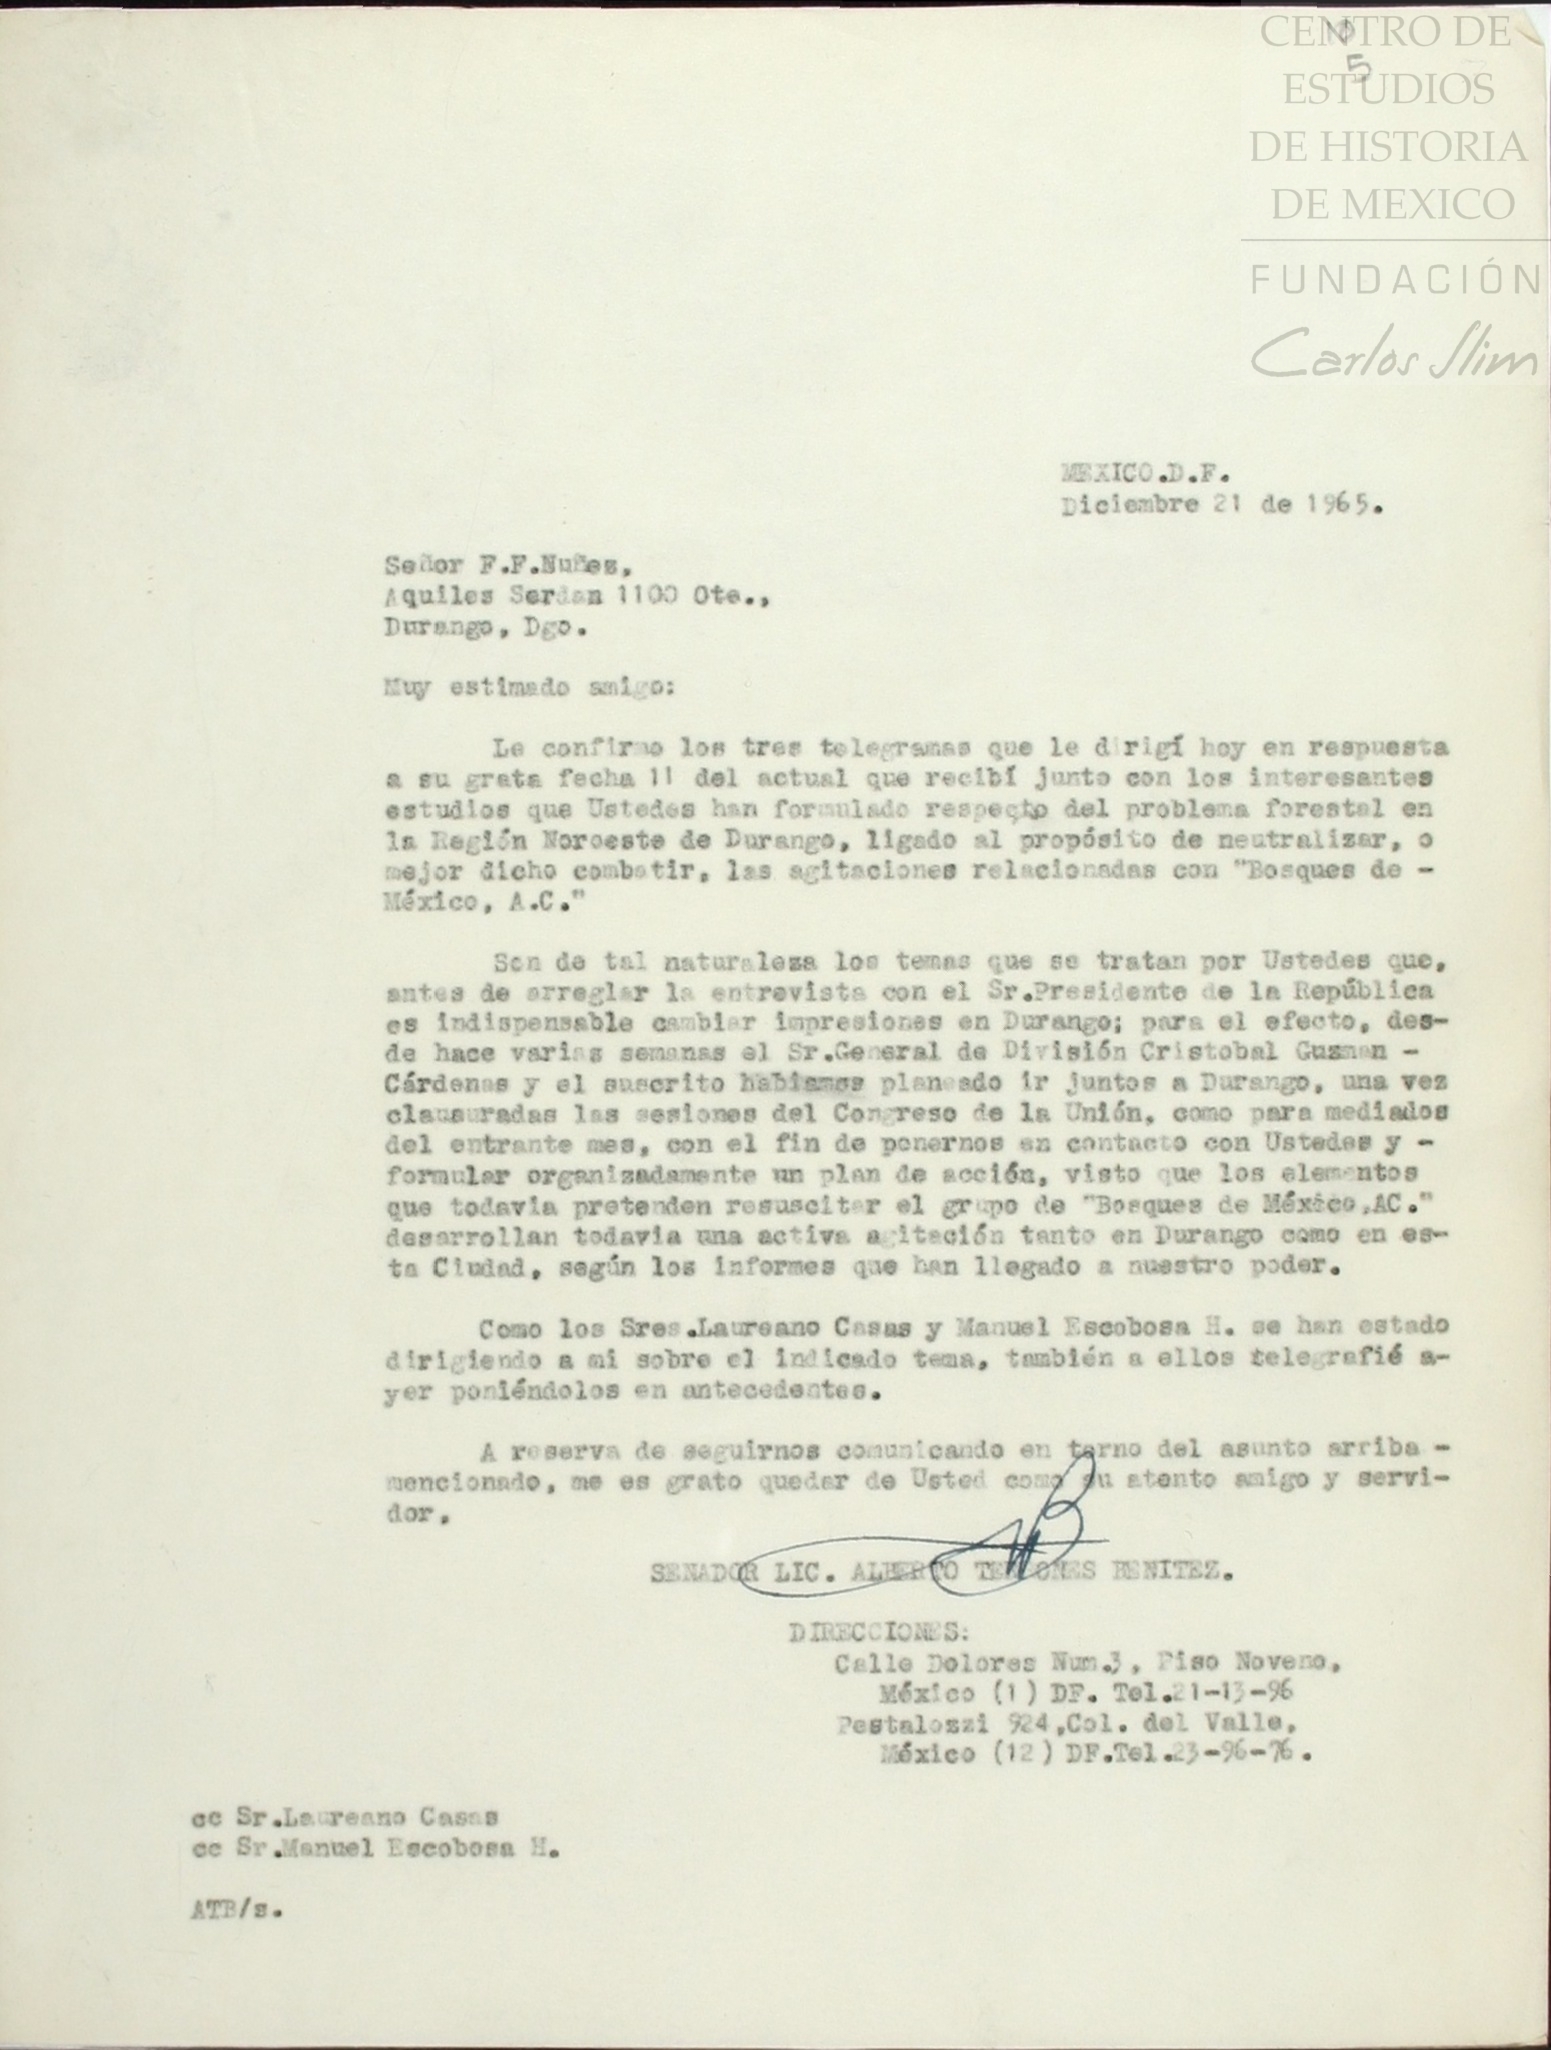 CENTRO DE
ESTUDIOS
DE HISTORIA
DE MEXICO
FUNDACIÓN
Carlos Slim
5
MEXICO.D.F.
Diciembre 21 de 1965.
Señor F.F.Nuñez,
Aquiles Serdan 1100 Ote.,
Durango, Dgo.
Muy estimado amigo:
Le confirmo los tres telegramas que le dirigí hoy en respuesta
a su grata fecha 11 del actual que recibí junto con los interesantes
estudios que Ustedes han formulado respecto del problema forestal en
la Región Noroeste de Durango, ligado al propósito de neutralizar, o
mejor dicho combatir, las agitaciones relacionadas con "Bosques de -
México, A.C."
Son de tal naturaleza los temas que se tratan por Ustedes que,
antes de arreglar la entrevista con el Sr.Presidente de la República
es indispensable cambiar impresiones en Durango; para el efecto, des-
de hace varias semanas el Sr.General de División Cristobal Guzman -
Cárdenas y el suscrito habiamos planeado ir juntos a Durango, una vez
clausuradas las sesiones del Congreso de la Unión, como para mediados
del entrante mes, con el fin de ponernos en contacto con Ustedes y -
formular organizadamente un plan de acción, visto que los elementos
que todavia pretenden resuscitar el grupo de "Bosques de México,AC."
desarrollan todavia una activa agitación tanto en Durango como en es-
ta Ciudad, según los informes que han llegado a nuestro poder.
Como los Sres.Laureano Casas y Manuel Escobosa H. se han estado
dirigiendo a mi sobre el indicado tema, también a ellos telegrafié a-
yer poniéndolos en antecedentes.
A reserva de seguirnos comunicando en torno del asunto arriba -
mencionado, me es grato quedar de Usted como su atento amigo y servi-
dor.
SENADOR LIC. ALBERTO TERRONES BENITEZ.
DIRECCIONES:
Calle Dolores Num.3, Piso Noveno,
México (1) DF. Tel.21-13-96
Pestalozzi 924,Col. del Valle,
México (12) DF.Tel.23-96-76.
cc Sr.Laureano Casas
cc Sr.Manuel Escobosa H.
ATB/s.